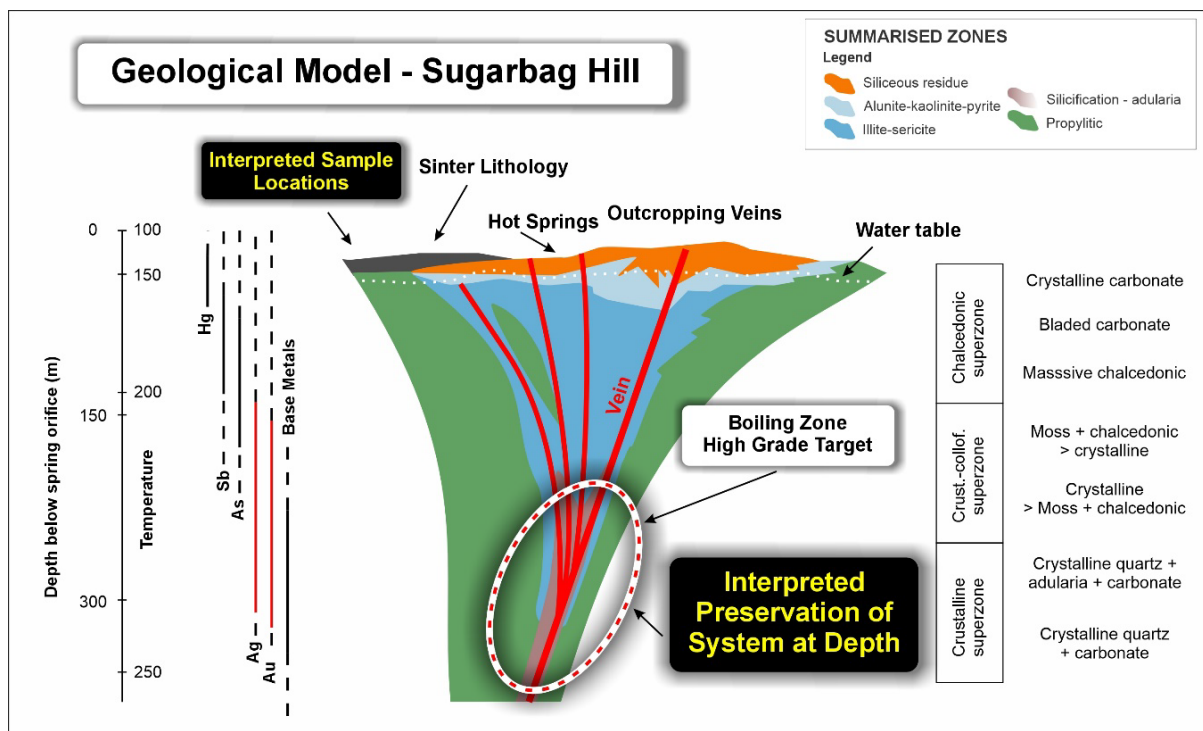 Geological Model - Sugarbag Hill
SUMMARISED ZONES
Legend
Siliceous residue
Alunite-kaolinite-pyrite
Illite-sericite
Silicification - adularia
Propylitic
Interpreted Sample
Locations
Sinter Lithology
Hot Springs
Outcropping Veins
Water table
Depth below spring orifice (m)
0
150
300
Temperature
100
150
200
250
Hg
Sb
As
Ag
Au
Base Metals
Vein
Boiling Zone
High Grade Target
Interpreted
Preservation of
System at Depth
Chalcedonic
superzone
Crystalline carbonate
Bladed carbonate
Masssive chalcedonic
Crust.-collof.
superzone
Moss + chalcedonic
> crystalline
Crystalline
> Moss + chalcedonic
Crustalline
superzone
Crystalline quartz +
adularia + carbonate
Crystalline quartz
+ carbonate